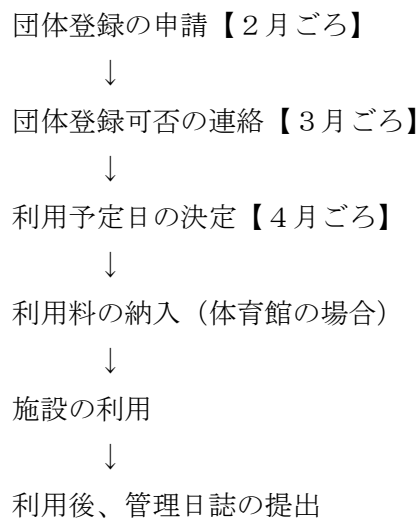 団体登録の申請【２月ごろ】
↓
団体登録可否の連絡【３月ごろ】
↓
利用予定日の決定【４月ごろ】
↓
利用料の納入（体育館の場合）
↓
施設の利用
↓
利用後、管理日誌の提出